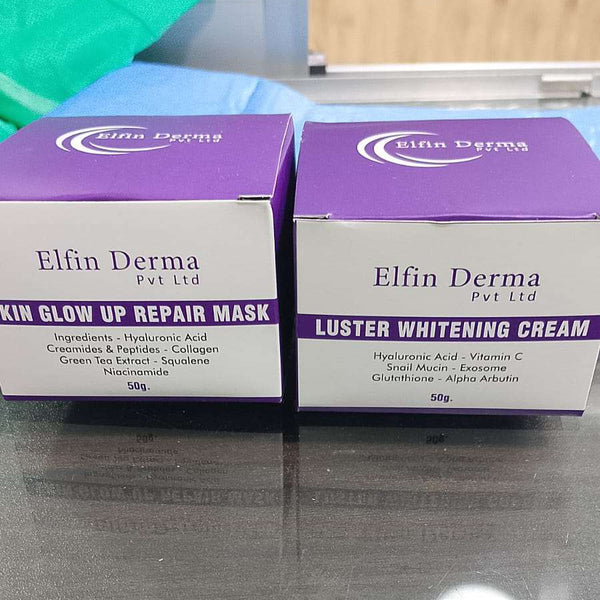 Elfin Derma
Pvt Ltd
Elfin Derma
Pvt Ltd
KIN GLOW UP REPAIR MASK
Ingredients - Hyaluronic Acid
Creamides & Peptides - Collagen
Green Tea Extract - Squalene
Niacinamide
50g.
Elfin Derma
Pvt Ltd
Elfin Derma
Pvt Ltd
LUSTER WHITENING CREAM
Hyaluronic Acid - Vitamin C
Snail Mucin - Exosome
Glutathione - Alpha Arbutin
50g.